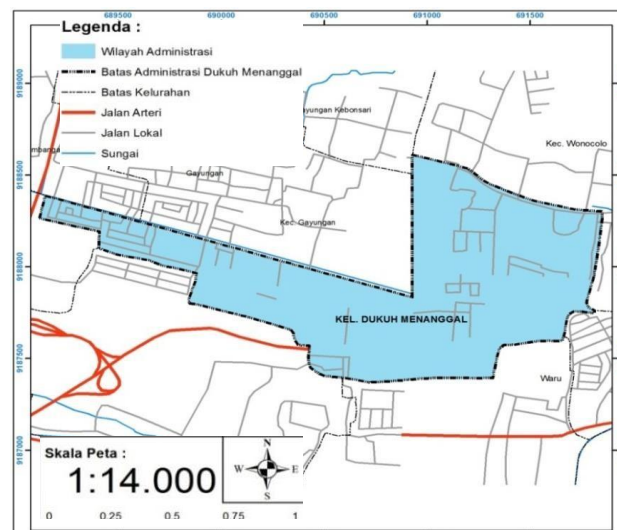 689500 690000 690500 691000 691500
Legenda :
Wilayah Administrasi
Batas Administrasi Dukuh Menanggal
Batas Kelurahan
Jalan Arteri
Jalan Lokal
Sungai
9189000
9188500
9188000
9187500
9187000
ayungan Kebonsari
Kec. Wonocolo
Gayungan
Kec. Gayungan
KEL. DUKUH MENANGGAL
Waru
Skala Peta :
1:14.000
N
W E
S
0 0.25 0.5 0.75 1